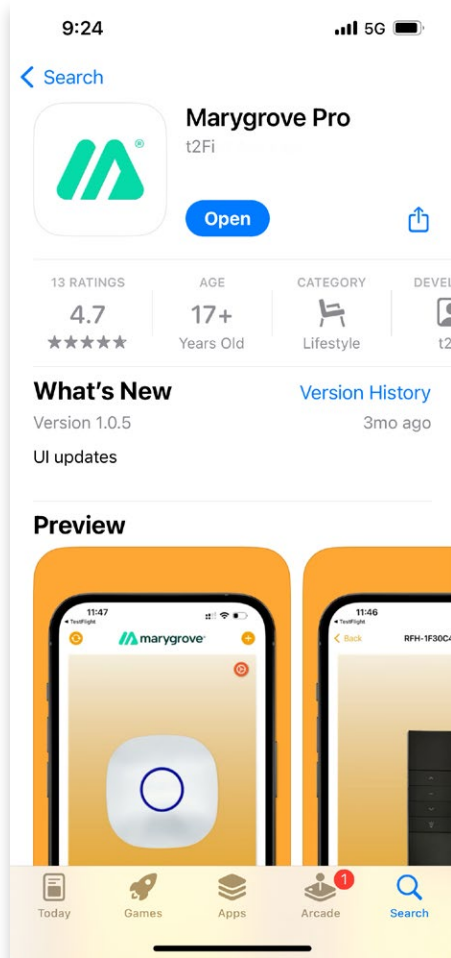 9:24
5G
Search
Marygrove Pro
t2Fi
Open
13 RATINGS
AGE
CATEGORY
DEVEL
4.7
17+
★★★★★
Years Old
Lifestyle
t2
What's New
Version History
Version 1.0.5
3mo ago
UI updates
Preview
11:47
TestFlight
marygrove
11:46
TestFlight
Back
RFH-1F30C4
1
Today
Games
Apps
Arcade
Search